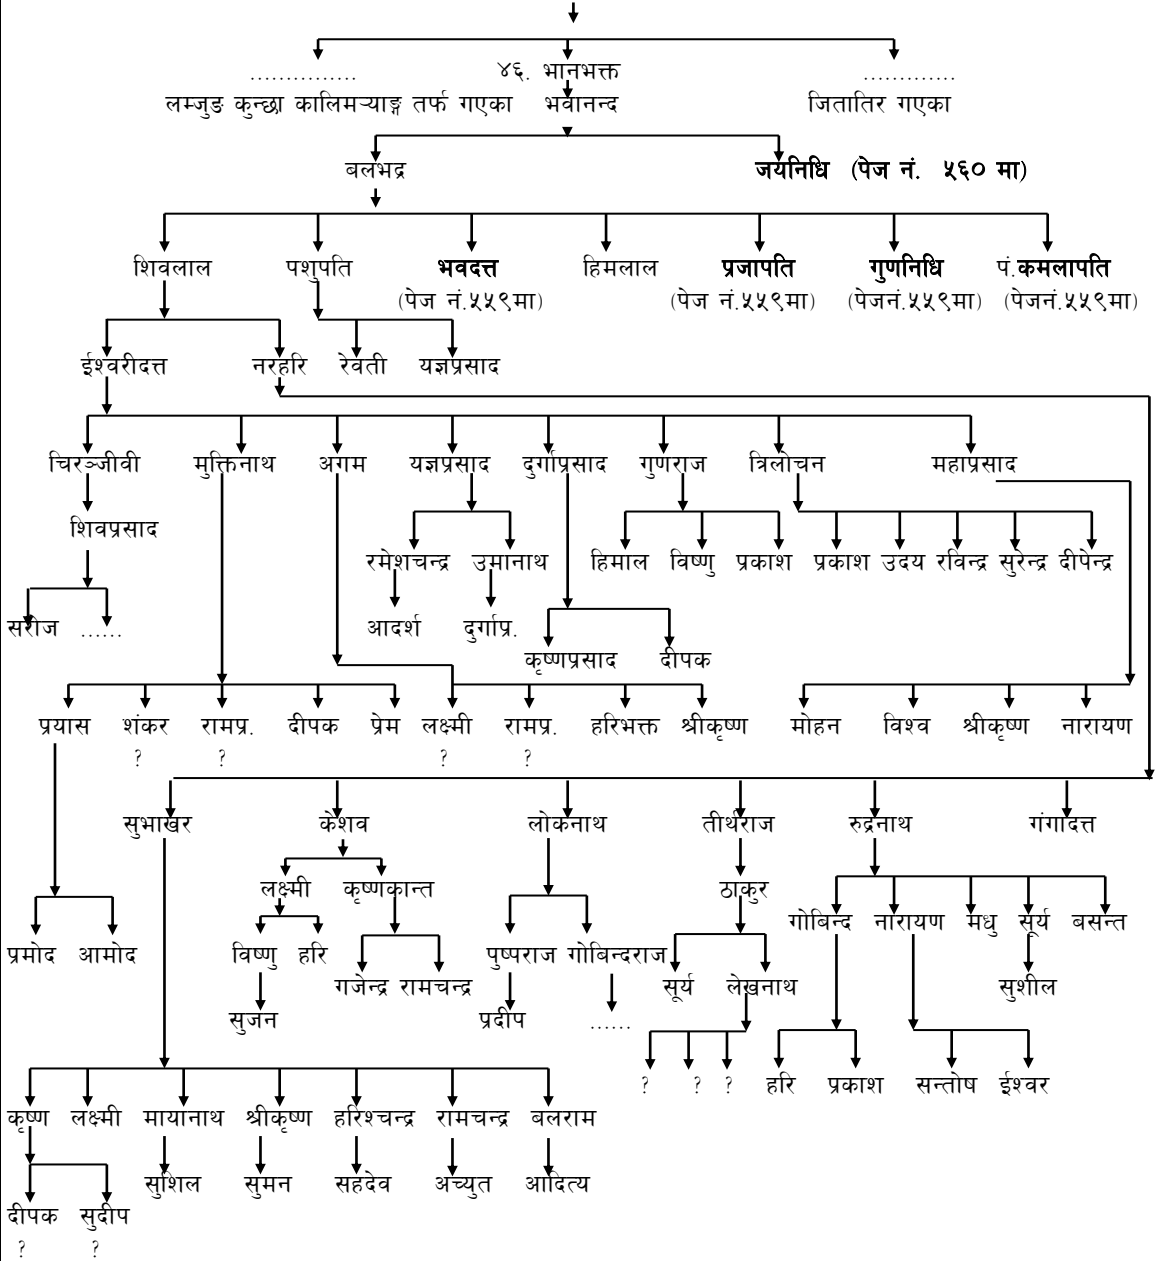 ............... ४६. भानभक्त .............
लम्जुङ कुन्छा कालिमऱ्याङ्ग तर्फ गएका भवानन्द जितातिर गएका
बलभद्र जयनिधि (पेज नं. ५६० मा)
शिवलाल पशुपति भवदत्त हिमलाल प्रजापति गुणनिधि पं.कमलापति
(पेज नं.५५९मा) (पेज नं.५५९मा) (पेजनं.५५९मा) (पेजनं.५५९मा)
ईश्वरीदत्त नरहरि रेवती यज्ञप्रसाद
चिरञ्जीवी मुक्तिनाथ अगम यज्ञप्रसाद दुर्गाप्रसाद गुणराज त्रिलोचन महाप्रसाद
शिवप्रसाद
रमेशचन्द्र उमानाथ हिमाल विष्णु प्रकाश प्रकाश उदय रविन्द्र सुरेन्द्र दीपेन्द्र
सरोज ...... आदर्श दुर्गाप्र.
कृष्णप्रसाद दीपक
प्रयास शंकर रामप्र. दीपक प्रेम लक्ष्मी रामप्र. हरिभक्त श्रीकृष्ण मोहन विश्व श्रीकृष्ण नारायण
? ? ? ?
सुभाखर केशव लोकनाथ तीर्थराज रुद्रनाथ गंगादत्त
लक्ष्मी कृष्णकान्त ठाकुर
गोबिन्द नारायण मधु सूर्य बसन्त
प्रमोद आमोद विष्णु हरि पुष्पराज गोबिन्दराज
गजेन्द्र रामचन्द्र सूर्य लेखनाथ सुशील
सुजन प्रदीप ......
? ? ? हरि प्रकाश सन्तोष ईश्वर
कृष्ण लक्ष्मी मायानाथ श्रीकृष्ण हरिश्चन्द्र रामचन्द्र बलराम
सुशिल सुमन सहदेव अच्युत आदित्य
दीपक सुदीप
? ?